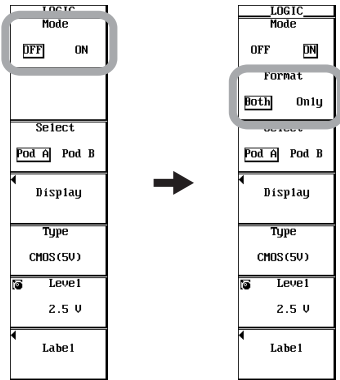 LOGIC
Mode
OFF ON
Select
Pod A Pod B
Display
Type
CMOS(5V)
Level
2.5 V
Label
LOGIC
Mode
OFF ON
Format
Both Only
Select
Pod A Pod B
Display
Type
CMOS(5V)
Level
2.5 V
Label